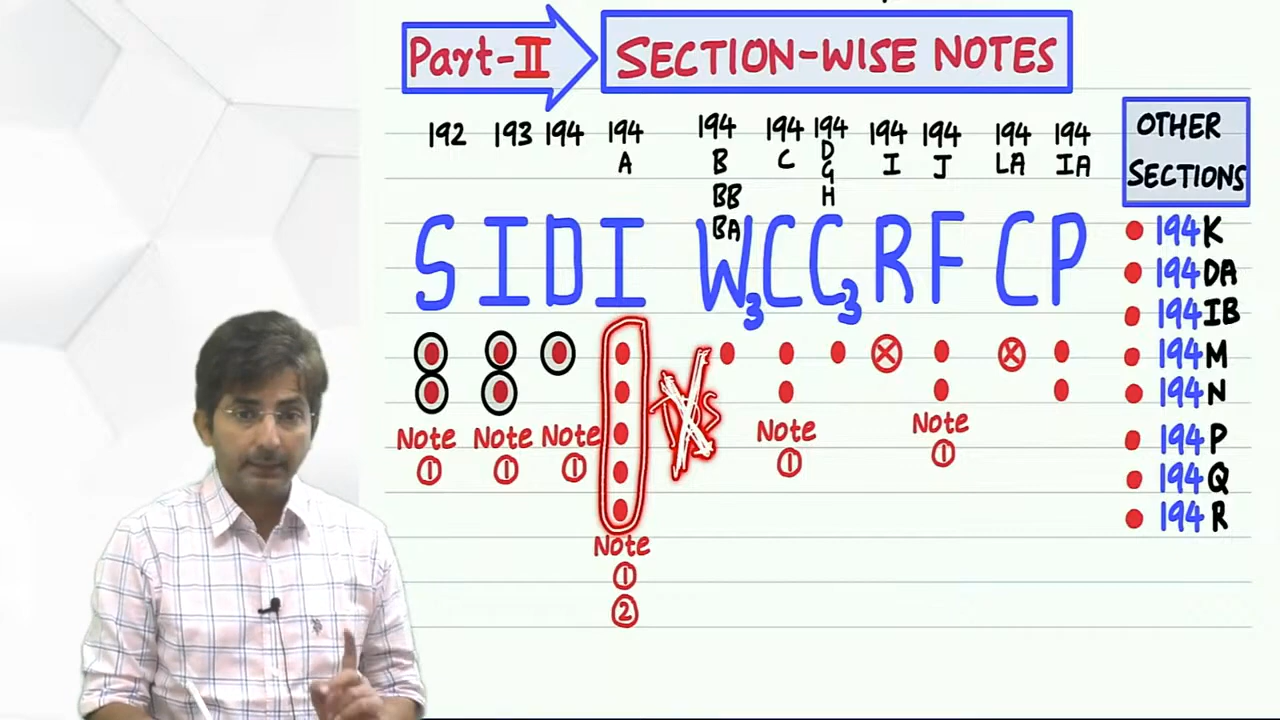 Part-II SECTION-WISE NOTES
192 193 194 194 194 194 194 194 194 194 194
A B C D I J LA IA
BB G
BA H
S I D I W3 C C3 R F C P
Note Note Note Note Note
① ① ① ① ①
Note
①
②
TDS
OTHER
SECTIONS
194K
194DA
194IB
194M
194N
194P
194Q
194R